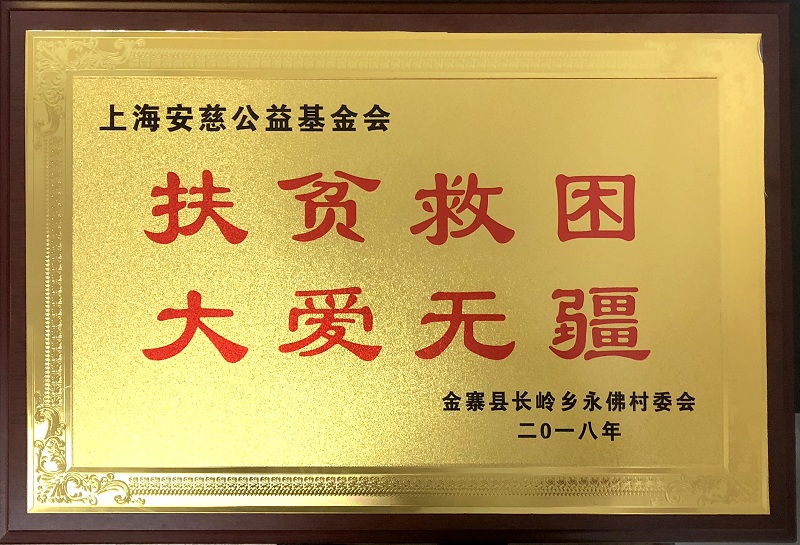 上海安慈公益基金会
扶贫救困
大爱无疆
金寨县长岭乡永佛村委会
二0一八年